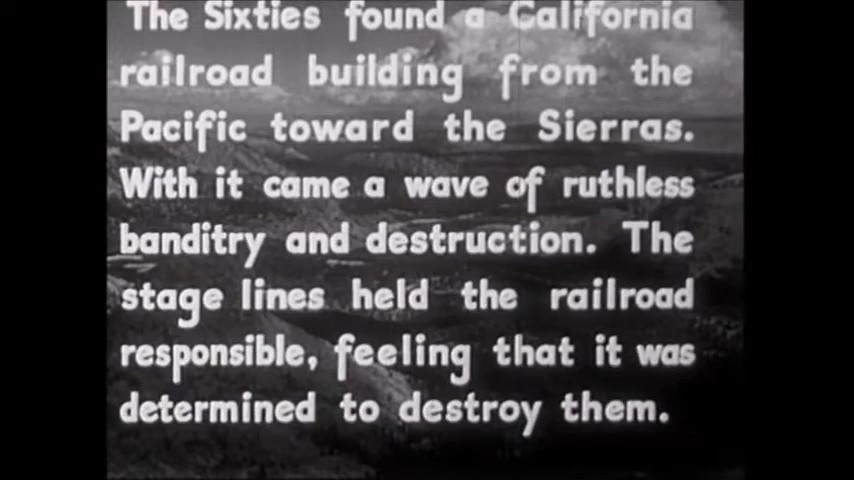 The Sixties found a California
railroad building from the
Pacific toward the Sierras.
With it came a wave of ruthless
banditry and destruction. The
stage lines held the railroad
responsible, feeling that it was
determined to destroy them.